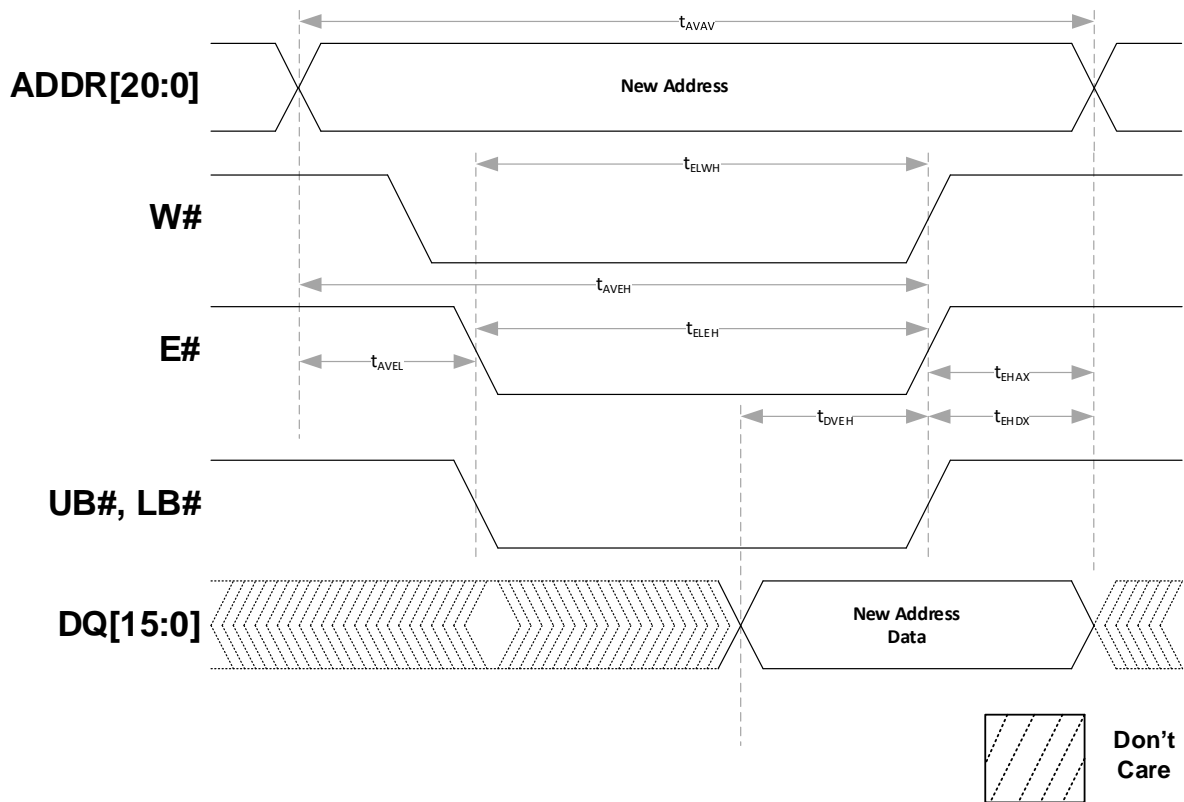 tAVAV
ADDR[20:0]
New Address
tELWH
W#
tAVEH
E#
tELEH
tAVEL
tEHAX
tDVEH
tEHDX
UB#, LB#
DQ[15:0]
New Address
Data
Don't
Care